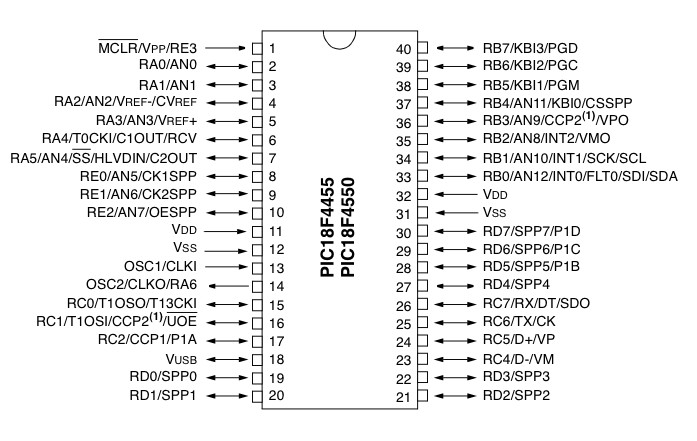 MCLR/VPP/RE3 1 40 RB7/KBI3/PGD
RA0/AN0 2 39 RB6/KBI2/PGC
RA1/AN1 3 38 RB5/KBI1/PGM
RA2/AN2/VREF-/CVREF 4 37 RB4/AN11/KBI0/CSSPP
RA3/AN3/VREF+ 5 36 RB3/AN9/CCP2(1)/VPO
RA4/T0CKI/C1OUT/RCV 6 35 RB2/AN8/INT2/VMO
RA5/AN4/SS/HLVDIN/C2OUT 7 34 RB1/AN10/INT1/SCK/SCL
RE0/AN5/CK1SPP 8 33 RB0/AN12/INT0/FLT0/SDI/SDA
RE1/AN6/CK2SPP 9 32 VDD
RE2/AN7/OESPP 10 31 VSS
VDD 11 30 RD7/SPP7/P1D
VSS 12 29 RD6/SPP6/P1C
OSC1/CLKI 13 28 RD5/SPP5/P1B
OSC2/CLKO/RA6 14 27 RD4/SPP4
RC0/T1OSO/T13CKI 15 26 RC7/RX/DT/SDO
RC1/T1OSI/CCP2(1)/UOE 16 25 RC6/TX/CK
RC2/CCP1/P1A 17 24 RC5/D+/VP
VUSB 18 23 RC4/D-/VM
RD0/SPP0 19 22 RD3/SPP3
RD1/SPP1 20 21 RD2/SPP2
PIC18F4455
PIC18F4550